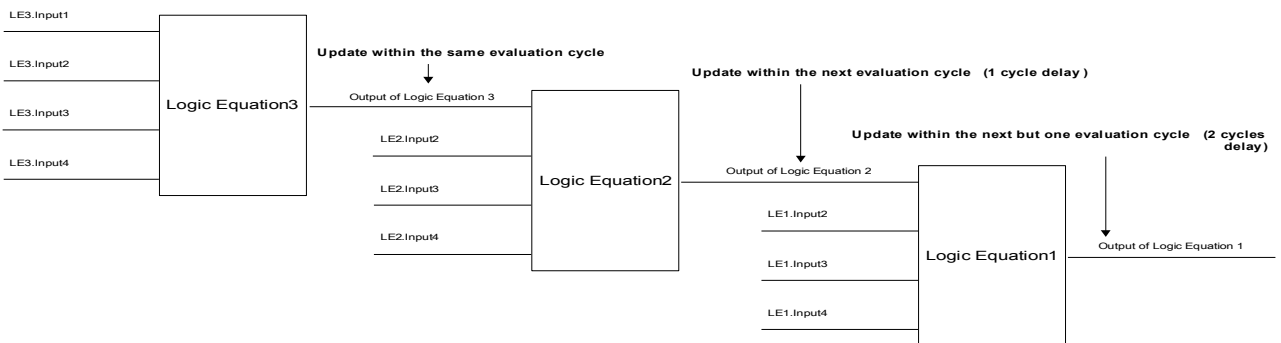 LE3.Input1
LE3.Input2
LE3.Input3
LE3.Input4
Logic Equation3
Update within the same evaluation cycle
Output of Logic Equation 3
LE2.Input2
LE2.Input3
LE2.Input4
Logic Equation2
Update within the next evaluation cycle (1 cycle delay )
Output of Logic Equation 2
LE1.Input2
LE1.Input3
LE1.Input4
Logic Equation1
Update within the next but one evaluation cycle (2 cycles
delay)
Output of Logic Equation 1